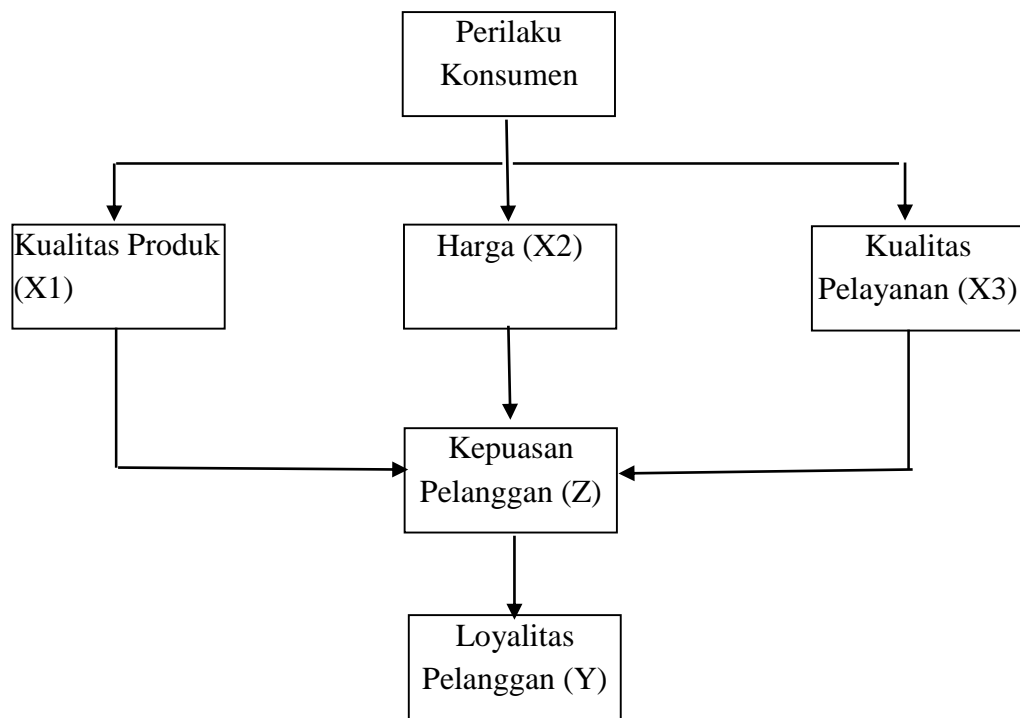 Perilaku
Konsumen
Kualitas Produk
(X1)
Harga (X2)
Kualitas
Pelayanan (X3)
Kepuasan
Pelanggan (Z)
Loyalitas
Pelanggan (Y)